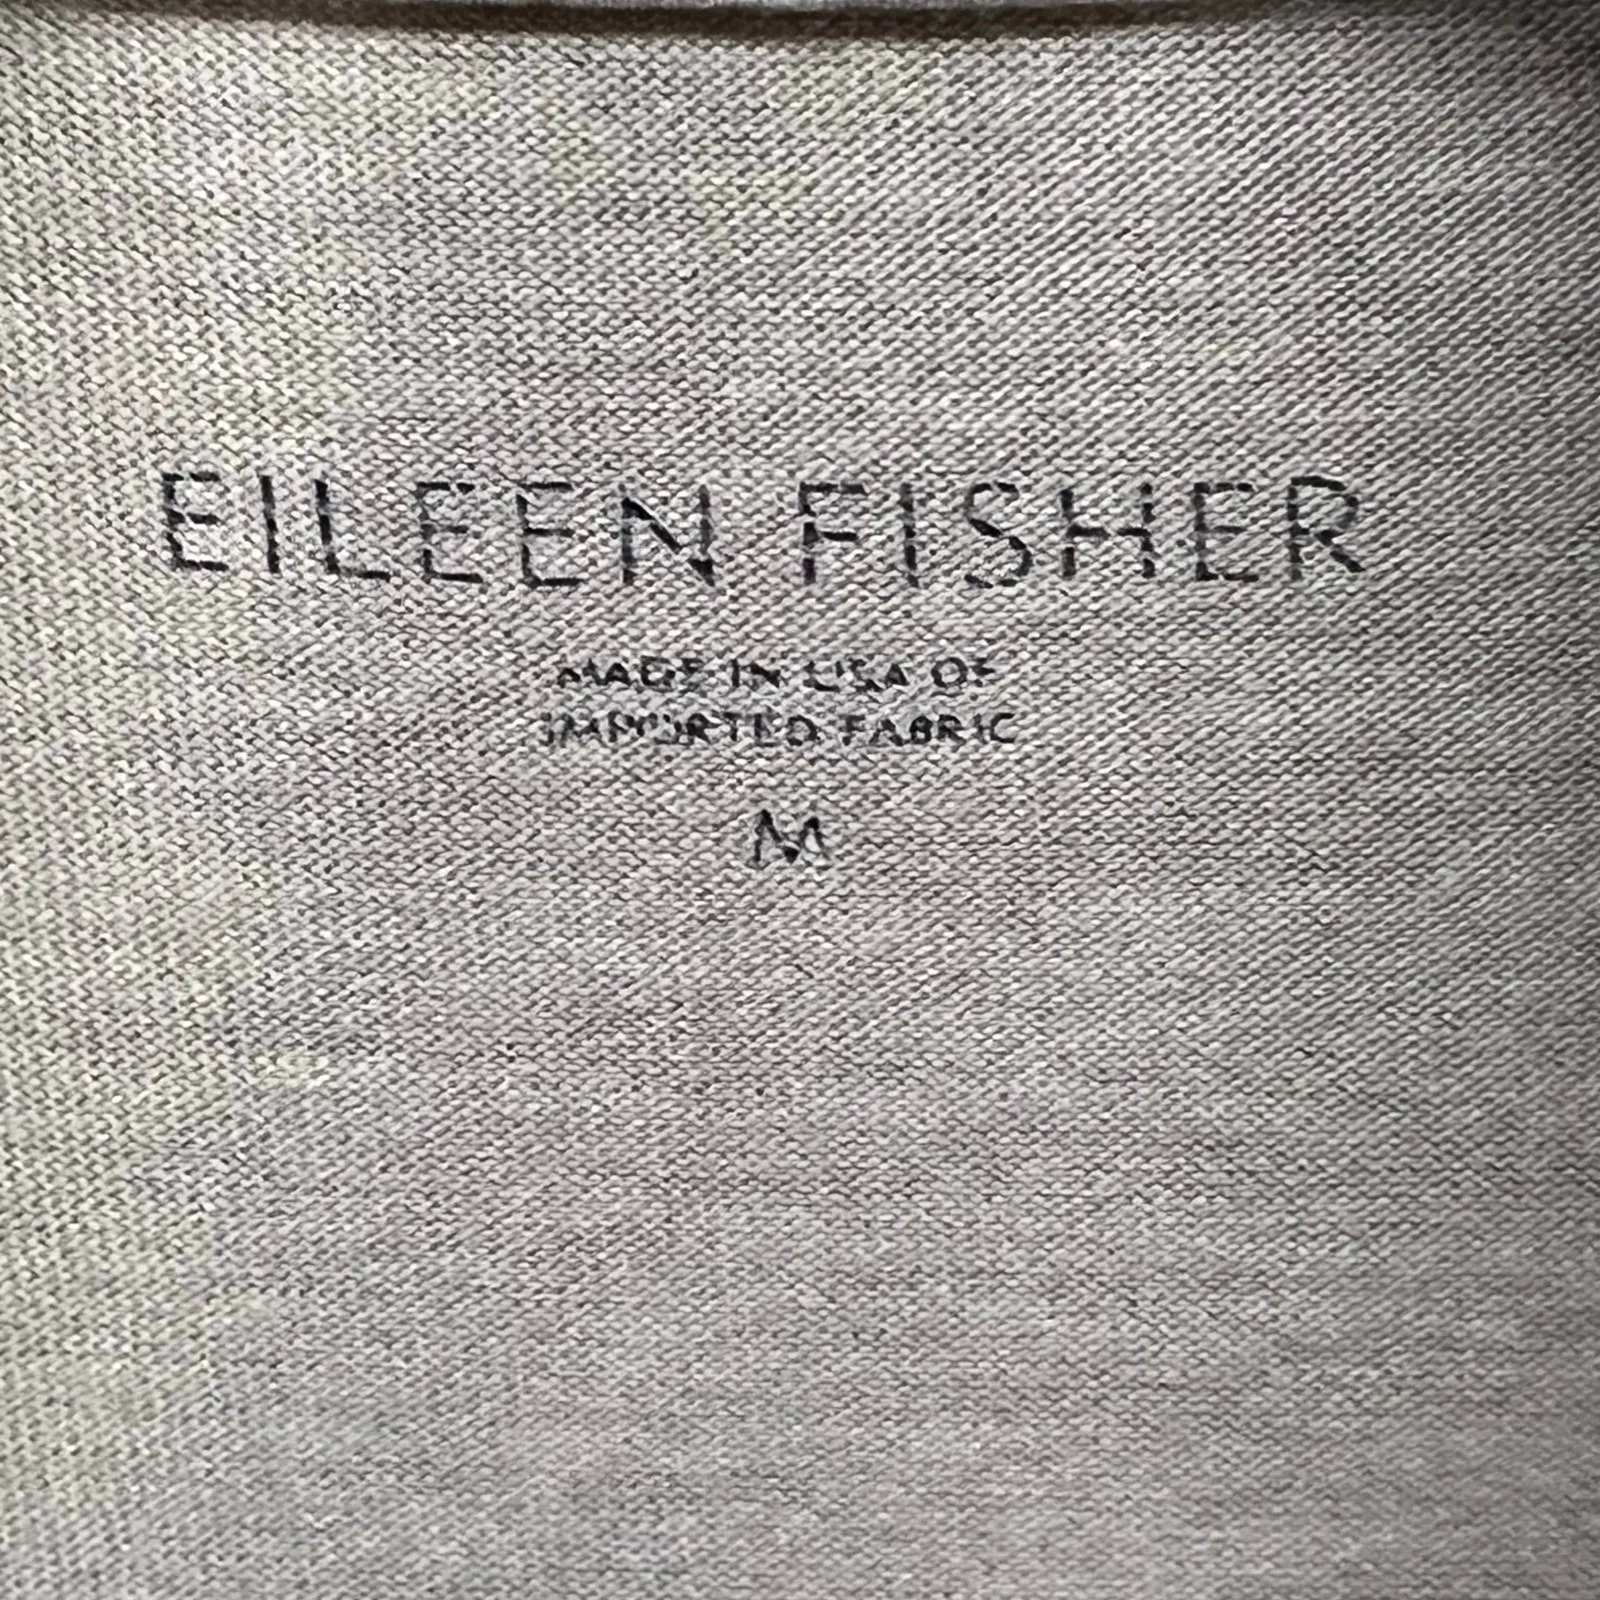 EILEEN FISHER
MADE IN USA OF
IMPORTED FABRIC
M